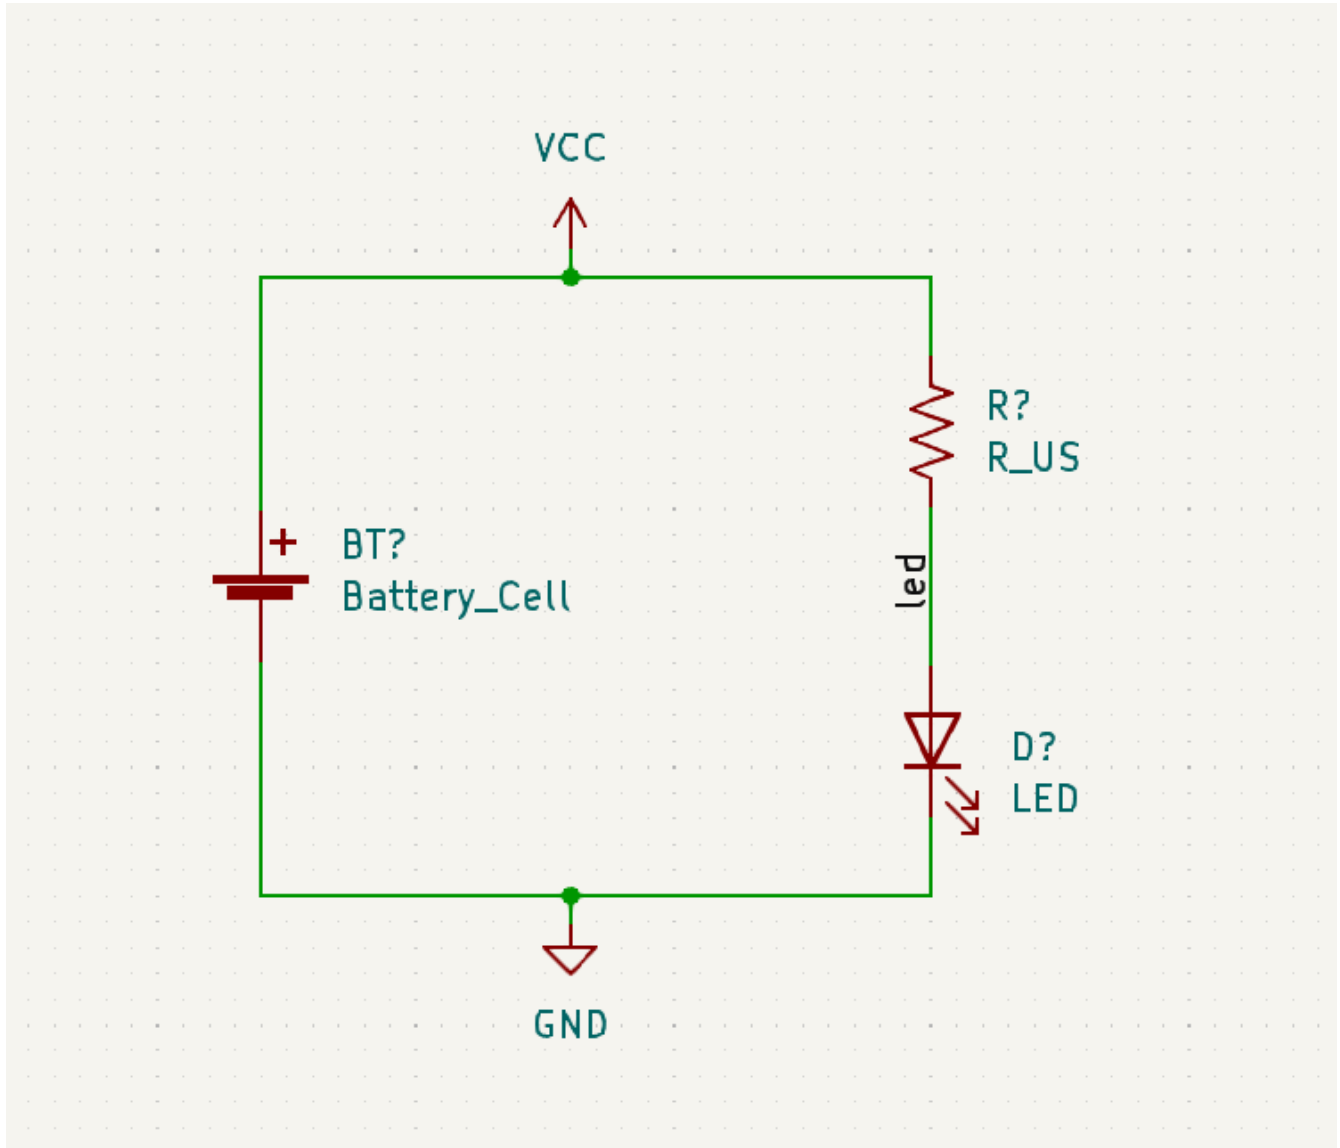 VCC
R?
R_US
BT?
Battery_Cell
led
D?
LED
GND